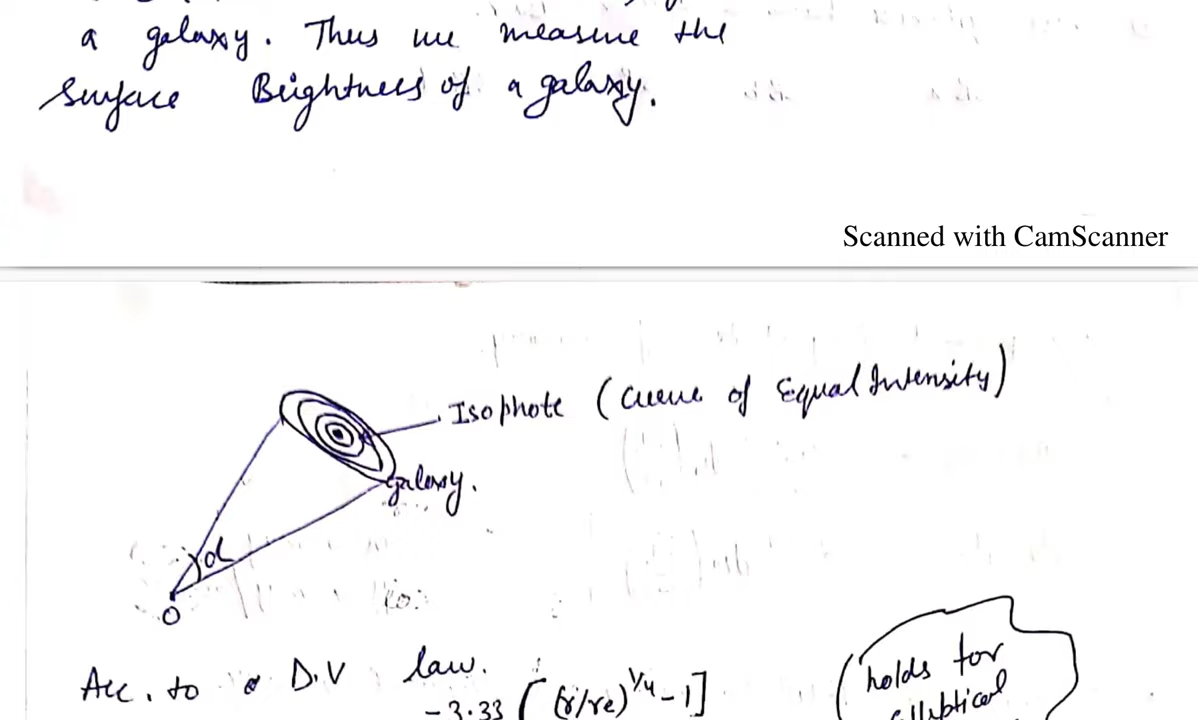 a galaxy. Thus we measure the
Surface Brightness of a galaxy.
Scanned with CamScanner
Isophote (Curve of Equal Intensity)
galaxy.
α
O
Acc. to D.V law.
-3.33 [(r/re)^1/4 - 1]
(holds for
elliptical